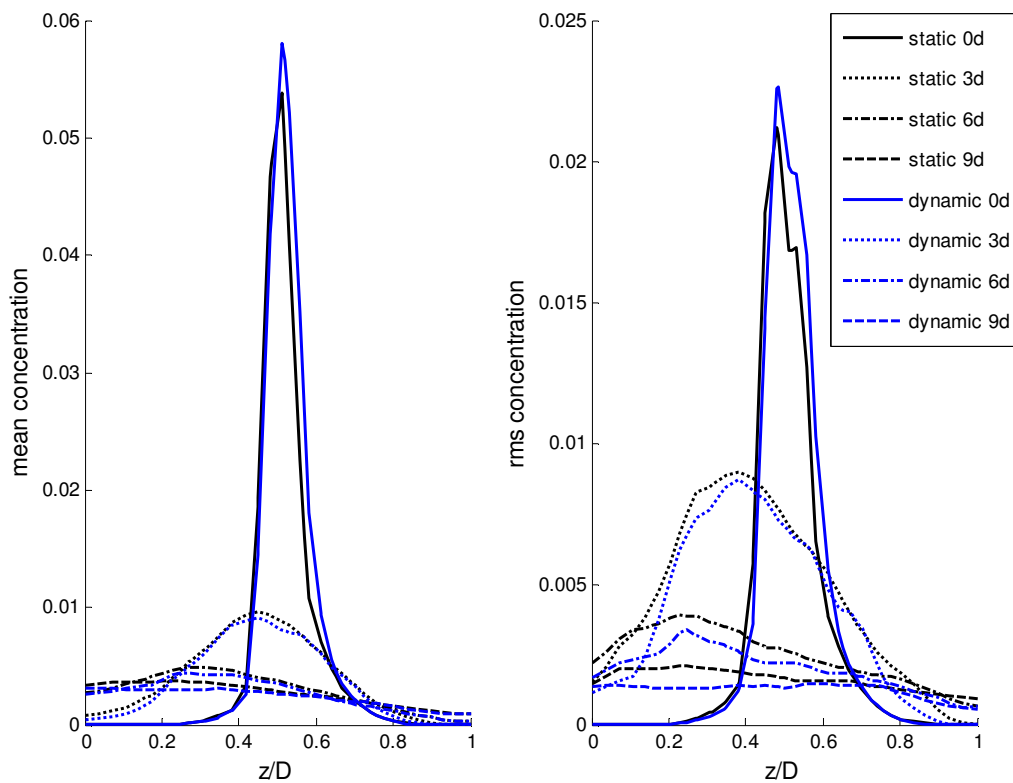 0.06
0.05
0.04
0.03
0.02
0.01
0
mean concentration
0 0.2 0.4 0.6 0.8 1
z/D
0.025
0.02
0.015
0.01
0.005
0
rms concentration
0 0.2 0.4 0.6 0.8 1
z/D
static 0d
static 3d
static 6d
static 9d
dynamic 0d
dynamic 3d
dynamic 6d
dynamic 9d